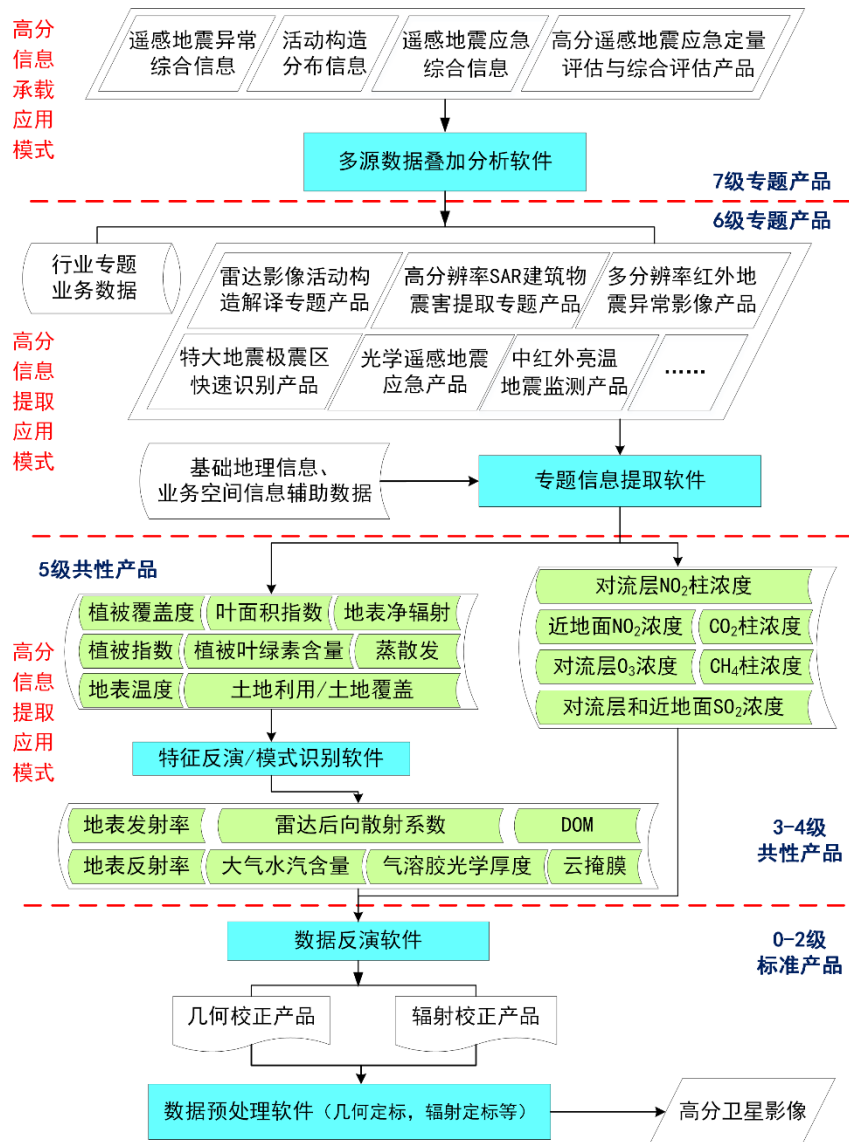 高分
信息
承载
应用
模式
遥感地震异常
综合信息
活动构造
分布信息
遥感地震应急
综合信息
高分遥感地震应急定量
评估与综合评估产品
多源数据叠加分析软件
7级专题产品
6级专题产品
行业专题
业务数据
雷达影像活动构
造解译专题产品
高分辨率SAR建筑物
震害提取专题产品
多分辨率红外地
震异常影像产品
高分
信息
提取
应用
模式
特大地震极震区
快速识别产品
光学遥感地震
应急产品
中红外亮温
地震监测产品
……
基础地理信息、
业务空间信息辅助数据
专题信息提取软件
5级共性产品
植被覆盖度
叶面积指数
地表净辐射
植被指数
植被叶绿素含量
蒸散发
地表温度
土地利用/土地覆盖
对流层NO₂柱浓度
近地面NO₂浓度
CO₂柱浓度
对流层O₃浓度
CH₄柱浓度
对流层和近地面SO₂浓度
高分
信息
提取
应用
模式
特征反演/模式识别软件
地表发射率
雷达后向散射系数
DOM
地表反射率
大气水汽含量
气溶胶光学厚度
云掩膜
3-4级
共性产品
数据反演软件
0-2级
标准产品
几何校正产品
辐射校正产品
数据预处理软件（几何定标，辐射定标等）
高分卫星影像